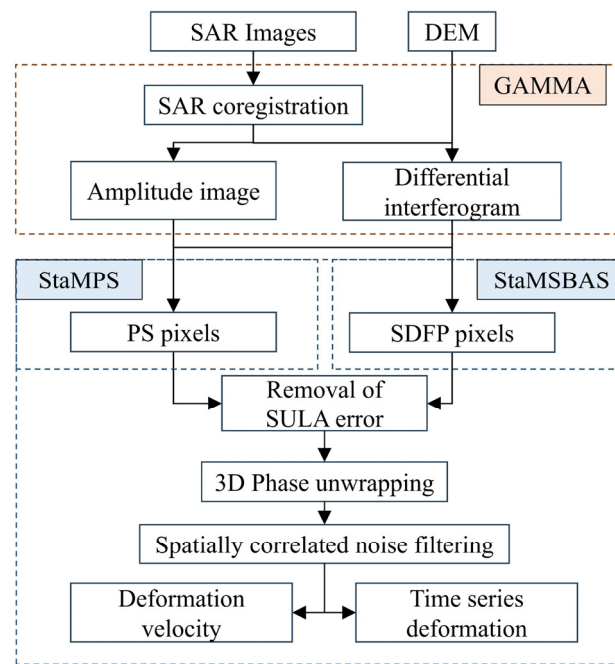 SAR Images
DEM
GAMMA
SAR coregistration
Amplitude image
Differential
interferogram
StaMPS
StaMSBAS
PS pixels
SDFP pixels
Removal of
SULA error
3D Phase unwrapping
Spatially correlated noise filtering
Deformation
velocity
Time series
deformation